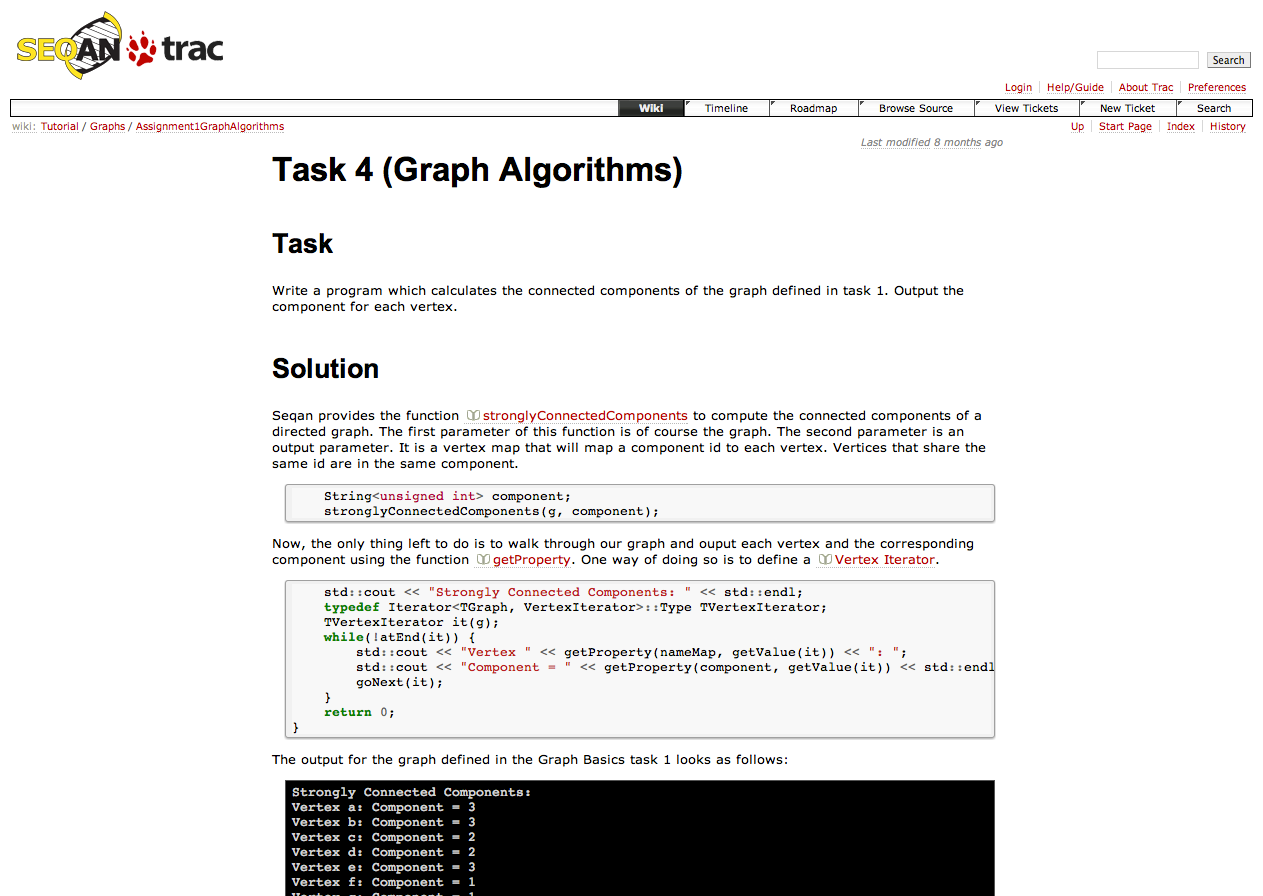 SEQAN trac
Search
Login Help/Guide About Trac Preferences
Wiki Timeline Roadmap Browse Source View Tickets New Ticket Search
wiki: Tutorial / Graphs / Assignment1GraphAlgorithms
Up Start Page Index History
Last modified 8 months ago
Task 4 (Graph Algorithms)
Task
Write a program which calculates the connected components of the graph defined in task 1. Output the
component for each vertex.
Solution
Seqan provides the function stronglyConnectedComponents to compute the connected components of a
directed graph. The first parameter of this function is of course the graph. The second parameter is an
output parameter. It is a vertex map that will map a component id to each vertex. Vertices that share the
same id are in the same component.
String<unsigned int> component;
stronglyConnectedComponents(g, component);
Now, the only thing left to do is to walk through our graph and ouput each vertex and the corresponding
component using the function getProperty. One way of doing so is to define a Vertex Iterator.
std::cout << "Strongly Connected Components: " << std::endl;
typedef Iterator<TGraph, VertexIterator>::Type TVertexIterator;
TVertexIterator it(g);
while(!atEnd(it)) {
std::cout << "Vertex " << getProperty(nameMap, getValue(it)) << ": ";
std::cout << "Component = " << getProperty(component, getValue(it)) << std::endl
goNext(it);
}
return 0;
}
The output for the graph defined in the Graph Basics task 1 looks as follows:
Strongly Connected Components:
Vertex a: Component = 3
Vertex b: Component = 3
Vertex c: Component = 2
Vertex d: Component = 2
Vertex e: Component = 3
Vertex f: Component = 1